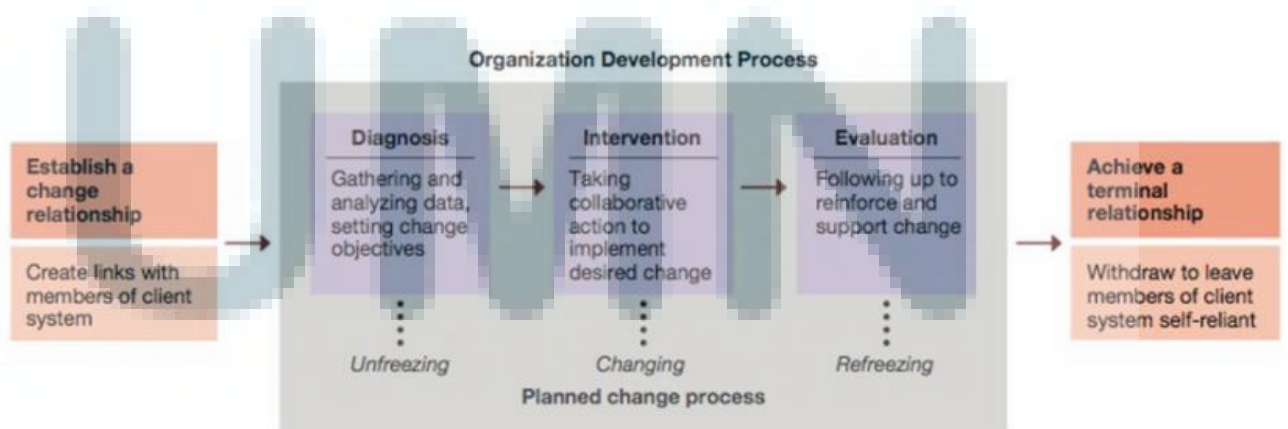 UMN
Organization Development Process
Establish a
change
relationship
Create links with
members of client
system
Diagnosis
Gathering and
analyzing data,
setting change
objectives
Intervention
Taking
collaborative
action to
implement
desired change
Evaluation
Following up to
reinforce and
support change
Unfreezing
Changing
Refreezing
Planned change process
Achieve a
terminal
relationship
Withdraw to leave
members of client
system self-reliant